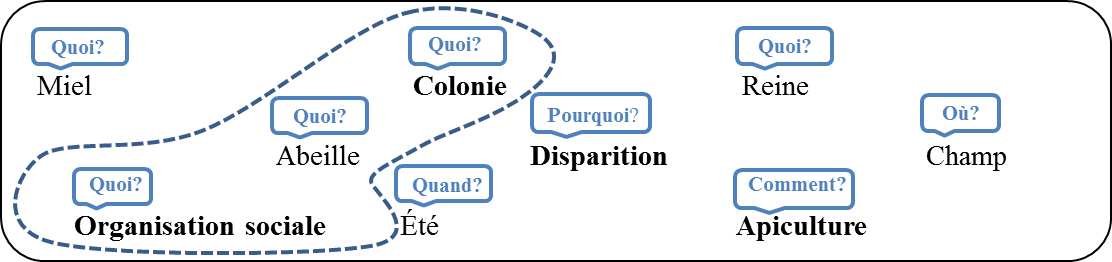 Quoi?
Miel
Quoi?
Colonie
Quoi?
Reine
Quoi?
Abeille
Pourquoi?
Disparition
Où?
Champ
Quoi?
Organisation sociale
Quand?
Été
Comment?
Apiculture